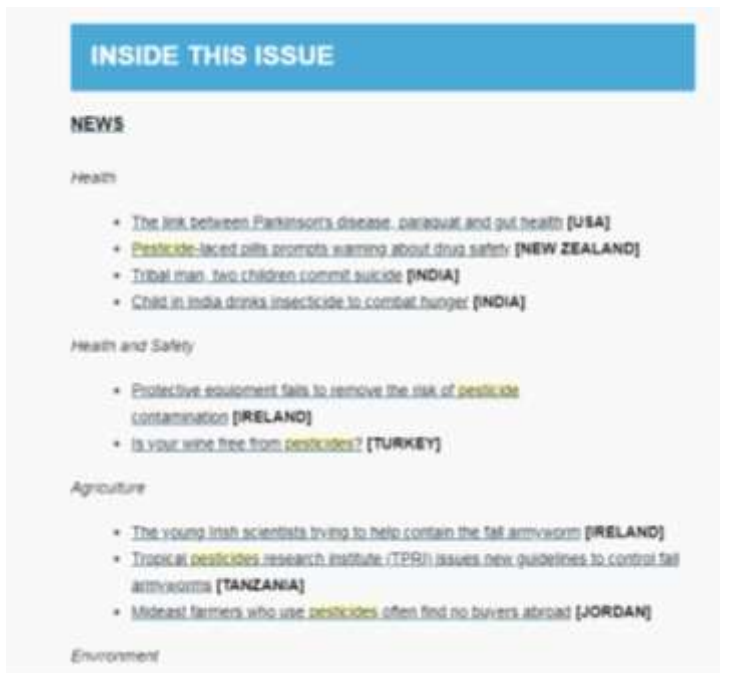 INSIDE THIS ISSUE
NEWS
Health
• The link between Parkinson's disease, paraquat and gut health [USA]
• Pesticide-laced pills prompts warning about drug safety [NEW ZEALAND]
• Tribal man, two children commit suicide [INDIA]
• Child in India drinks insecticide to combat hunger [INDIA]
Health and Safety
• Protective equipment fails to remove the risk of pesticide
contamination [IRELAND]
• Is your wine free from pesticides? [TURKEY]
Agriculture
• The young Irish scientists trying to help contain the fall armyworm [IRELAND]
• Tropical pesticides research institute (TPRI) issues new guidelines to control fall
armyworms [TANZANIA]
• Mideast farmers who use pesticides often find no buyers abroad [JORDAN]
Environment